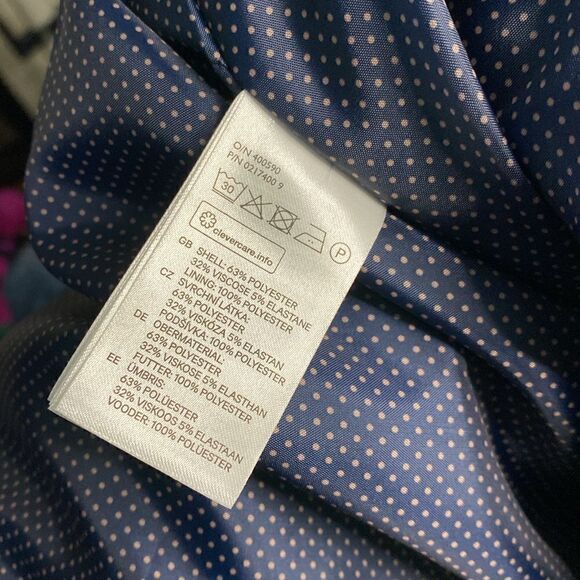 O/N 400590
P/N 0217400 9
30
P
clevercare.info
GB SHELL: 63% POLYESTER
32% VISCOSE 5% ELASTANE
LINING: 100% POLYESTER
CZ SVRCHNÍ LÁTKA:
63% POLYESTER
32% VISKÓZA 5% ELASTAN
PODŠÍVKA: 100% POLYESTER
DE OBERMATERIAL:
63% POLYESTER
32% VISKOSE 5% ELASTHAN
FUTTER: 100% POLYESTER
EE ÜMBRIS:
63% POLÜESTER
32% VISKOOS 5% ELASTAAN
VOODER: 100% POLÜESTER